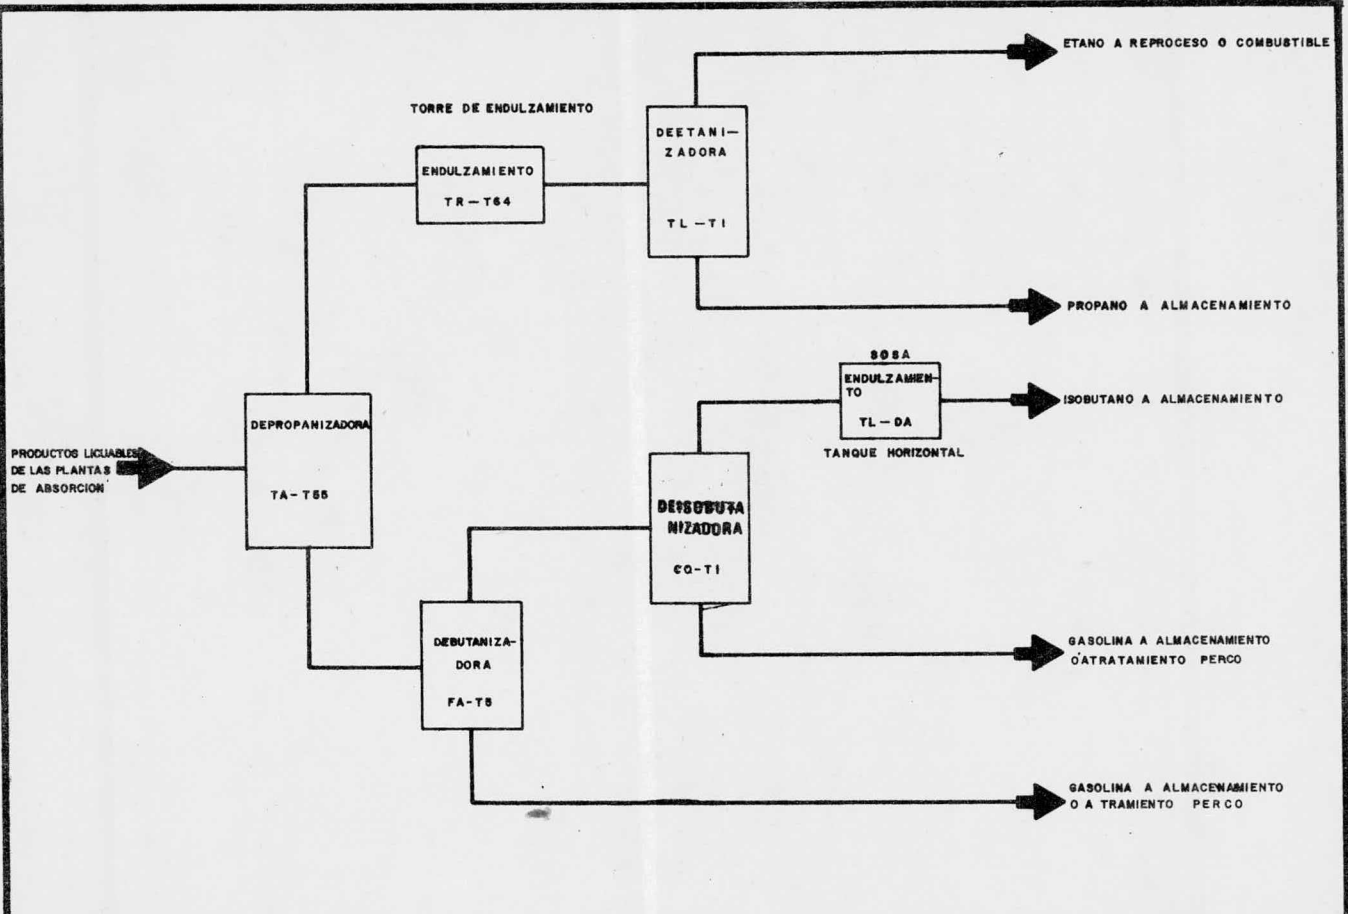 ETANO A REPROCESO O COMBUSTIBLE
TORRE DE ENDULZAMIENTO
DEETANI-
ZADORA
TL-TI
ENDULZAMIENTO
TR-T64
PROPANO A ALMACENAMIENTO
SOSA
ENDULZAMIEN-
TO
TL-DA
TANQUE HORIZONTAL
ISOBUTANO A ALMACENAMIENTO
DEPROPANIZADORA
TA-T55
PRODUCTOS LICUABLES
DE LAS PLANTAS
DE ABSORCION
DEISOBUTA
NIZADORA
CQ-TI
DEBUTANIZA-
DORA
FA-T5
GASOLINA A ALMACENAMIENTO
O A TRATAMIENTO PERCO
GASOLINA A ALMACENAMIENTO
O A TRAMIENTO PERCO